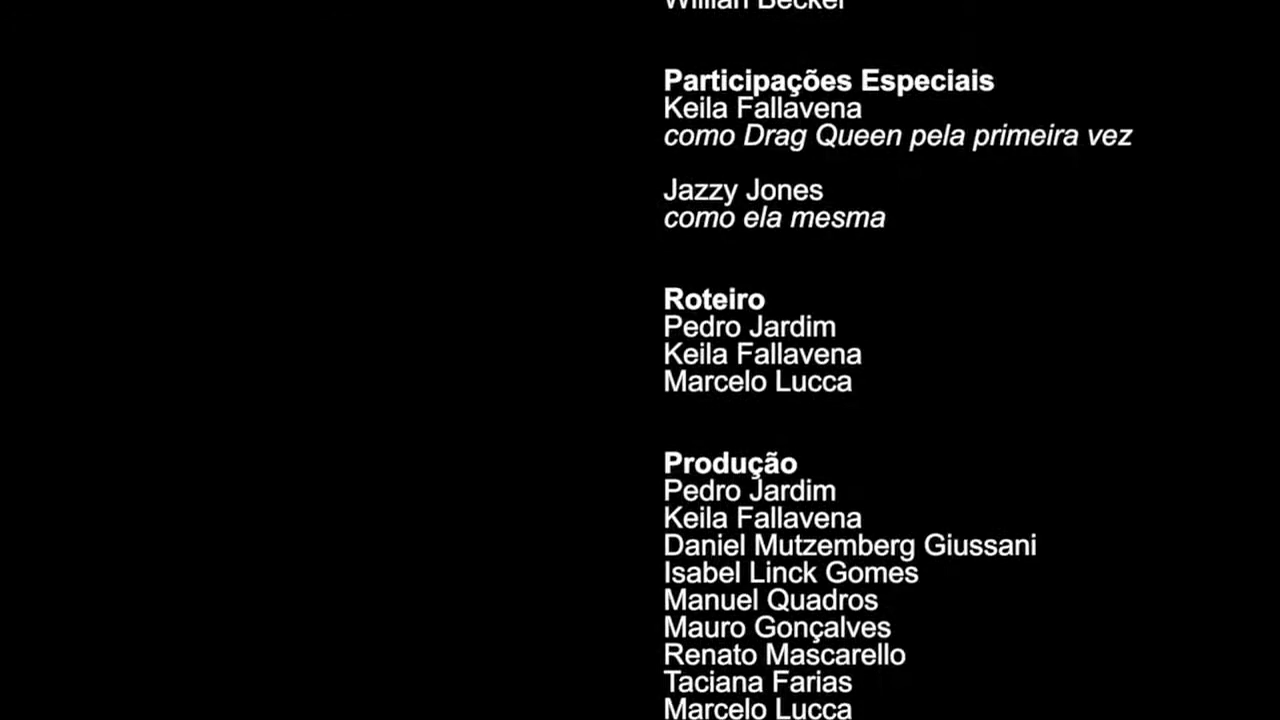 Willian Becker
Participações Especiais
Keila Fallavena
como Drag Queen pela primeira vez
Jazzy Jones
como ela mesma
Roteiro
Pedro Jardim
Keila Fallavena
Marcelo Lucca
Produção
Pedro Jardim
Keila Fallavena
Daniel Mutzemberg Giussani
Isabel Linck Gomes
Manuel Quadros
Mauro Gonçalves
Renato Mascarello
Taciana Farias
Marcelo Lucca